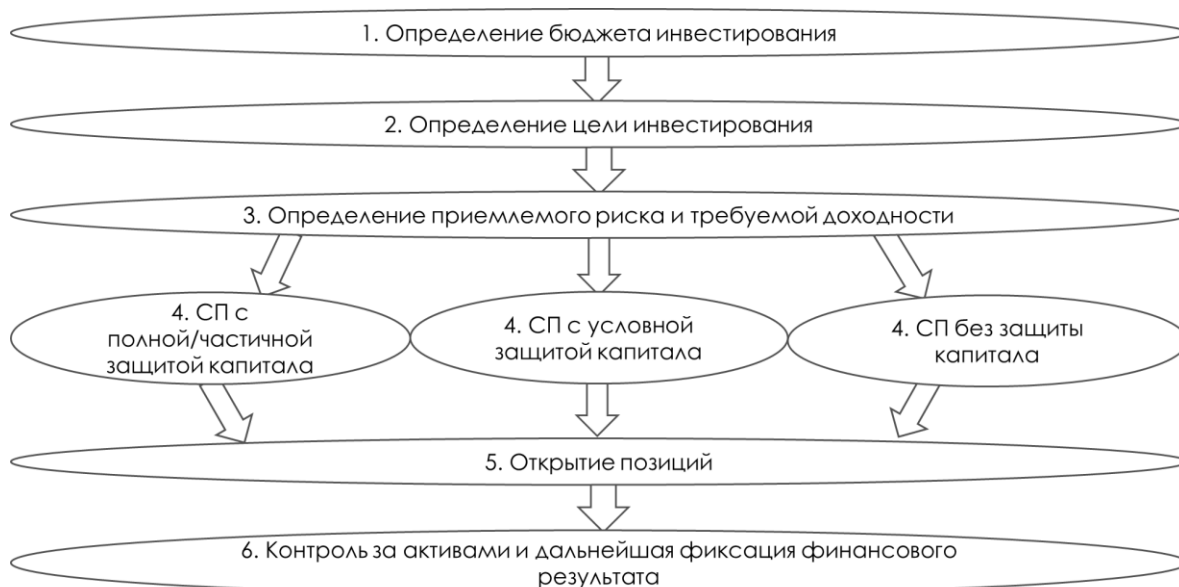 1. Определение бюджета инвестирования
2. Определение цели инвестирования
3. Определение приемлемого риска и требуемой доходности
4. СП с
полной/частичной
защитой капитала
4. СП с условной
защитой капитала
4. СП без защиты
капитала
5. Открытие позиций
6. Контроль за активами и дальнейшая фиксация финансового
результата